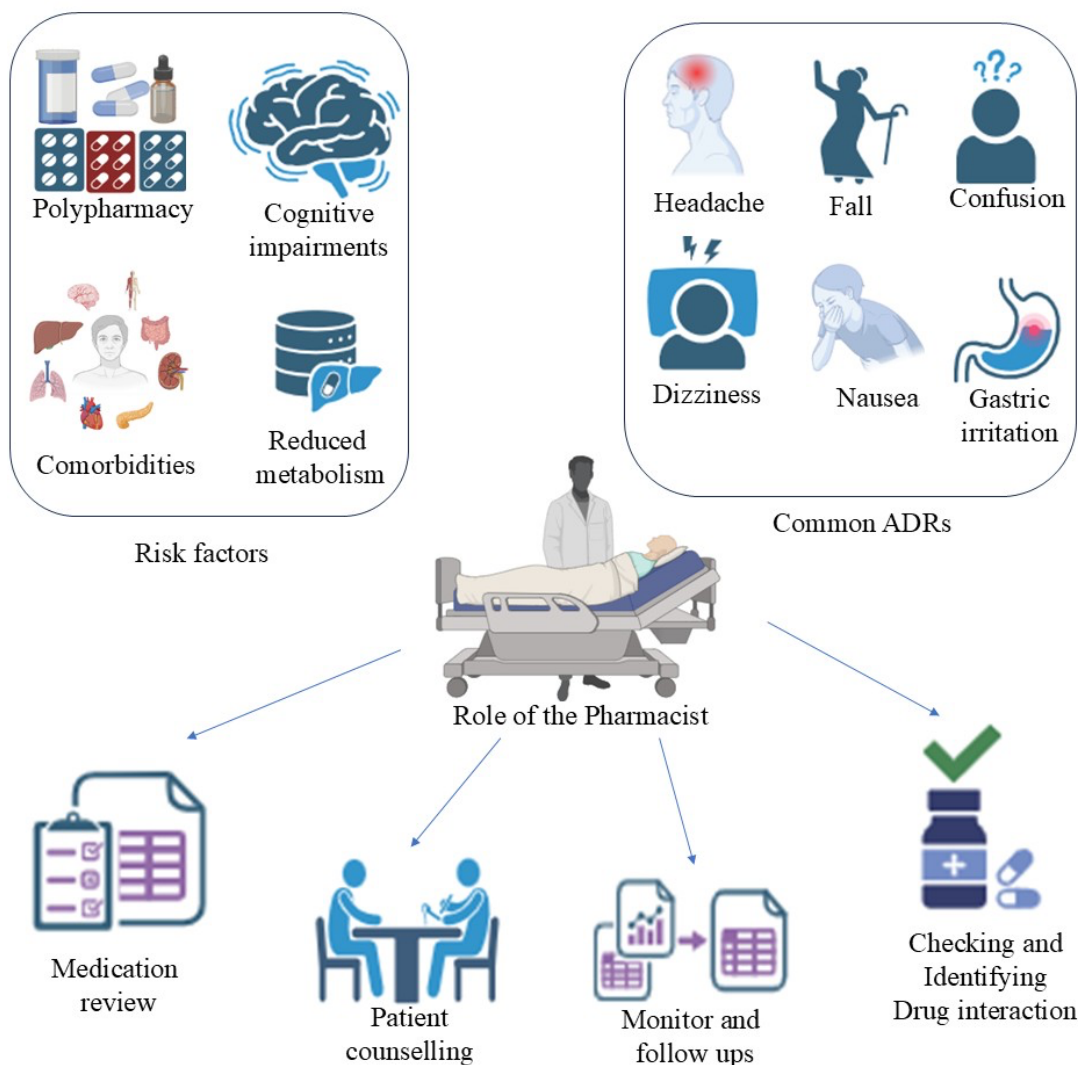 Polypharmacy
Cognitive
impairments
Comorbidities
Reduced
metabolism
Risk factors
Headache
Fall
???
Confusion
Dizziness
Nausea
Gastric
irritation
Common ADRs
Role of the Pharmacist
Medication
review
Patient
counselling
Monitor and
follow ups
Checking and
Identifying
Drug interaction